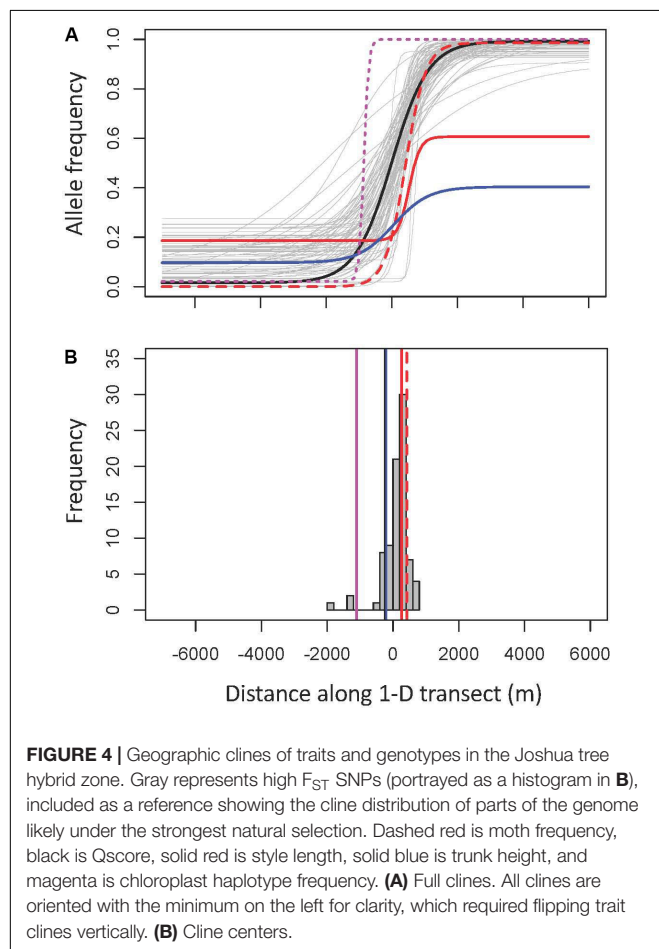 A
1.0
0.8
0.6
0.4
0.2
0.0
Allele frequency
B
35
30
25
20
15
10
5
0
Frequency
-6000 -4000 -2000 0 2000 4000 6000
Distance along 1-D transect (m)
FIGURE 4 | Geographic clines of traits and genotypes in the Joshua tree
hybrid zone. Gray represents high FST SNPs (portrayed as a histogram in B),
included as a reference showing the cline distribution of parts of the genome
likely under the strongest natural selection. Dashed red is moth frequency,
black is Qscore, solid red is style length, solid blue is trunk height, and
magenta is chloroplast haplotype frequency. (A) Full clines. All clines are
oriented with the minimum on the left for clarity, which required flipping trait
clines vertically. (B) Cline centers.